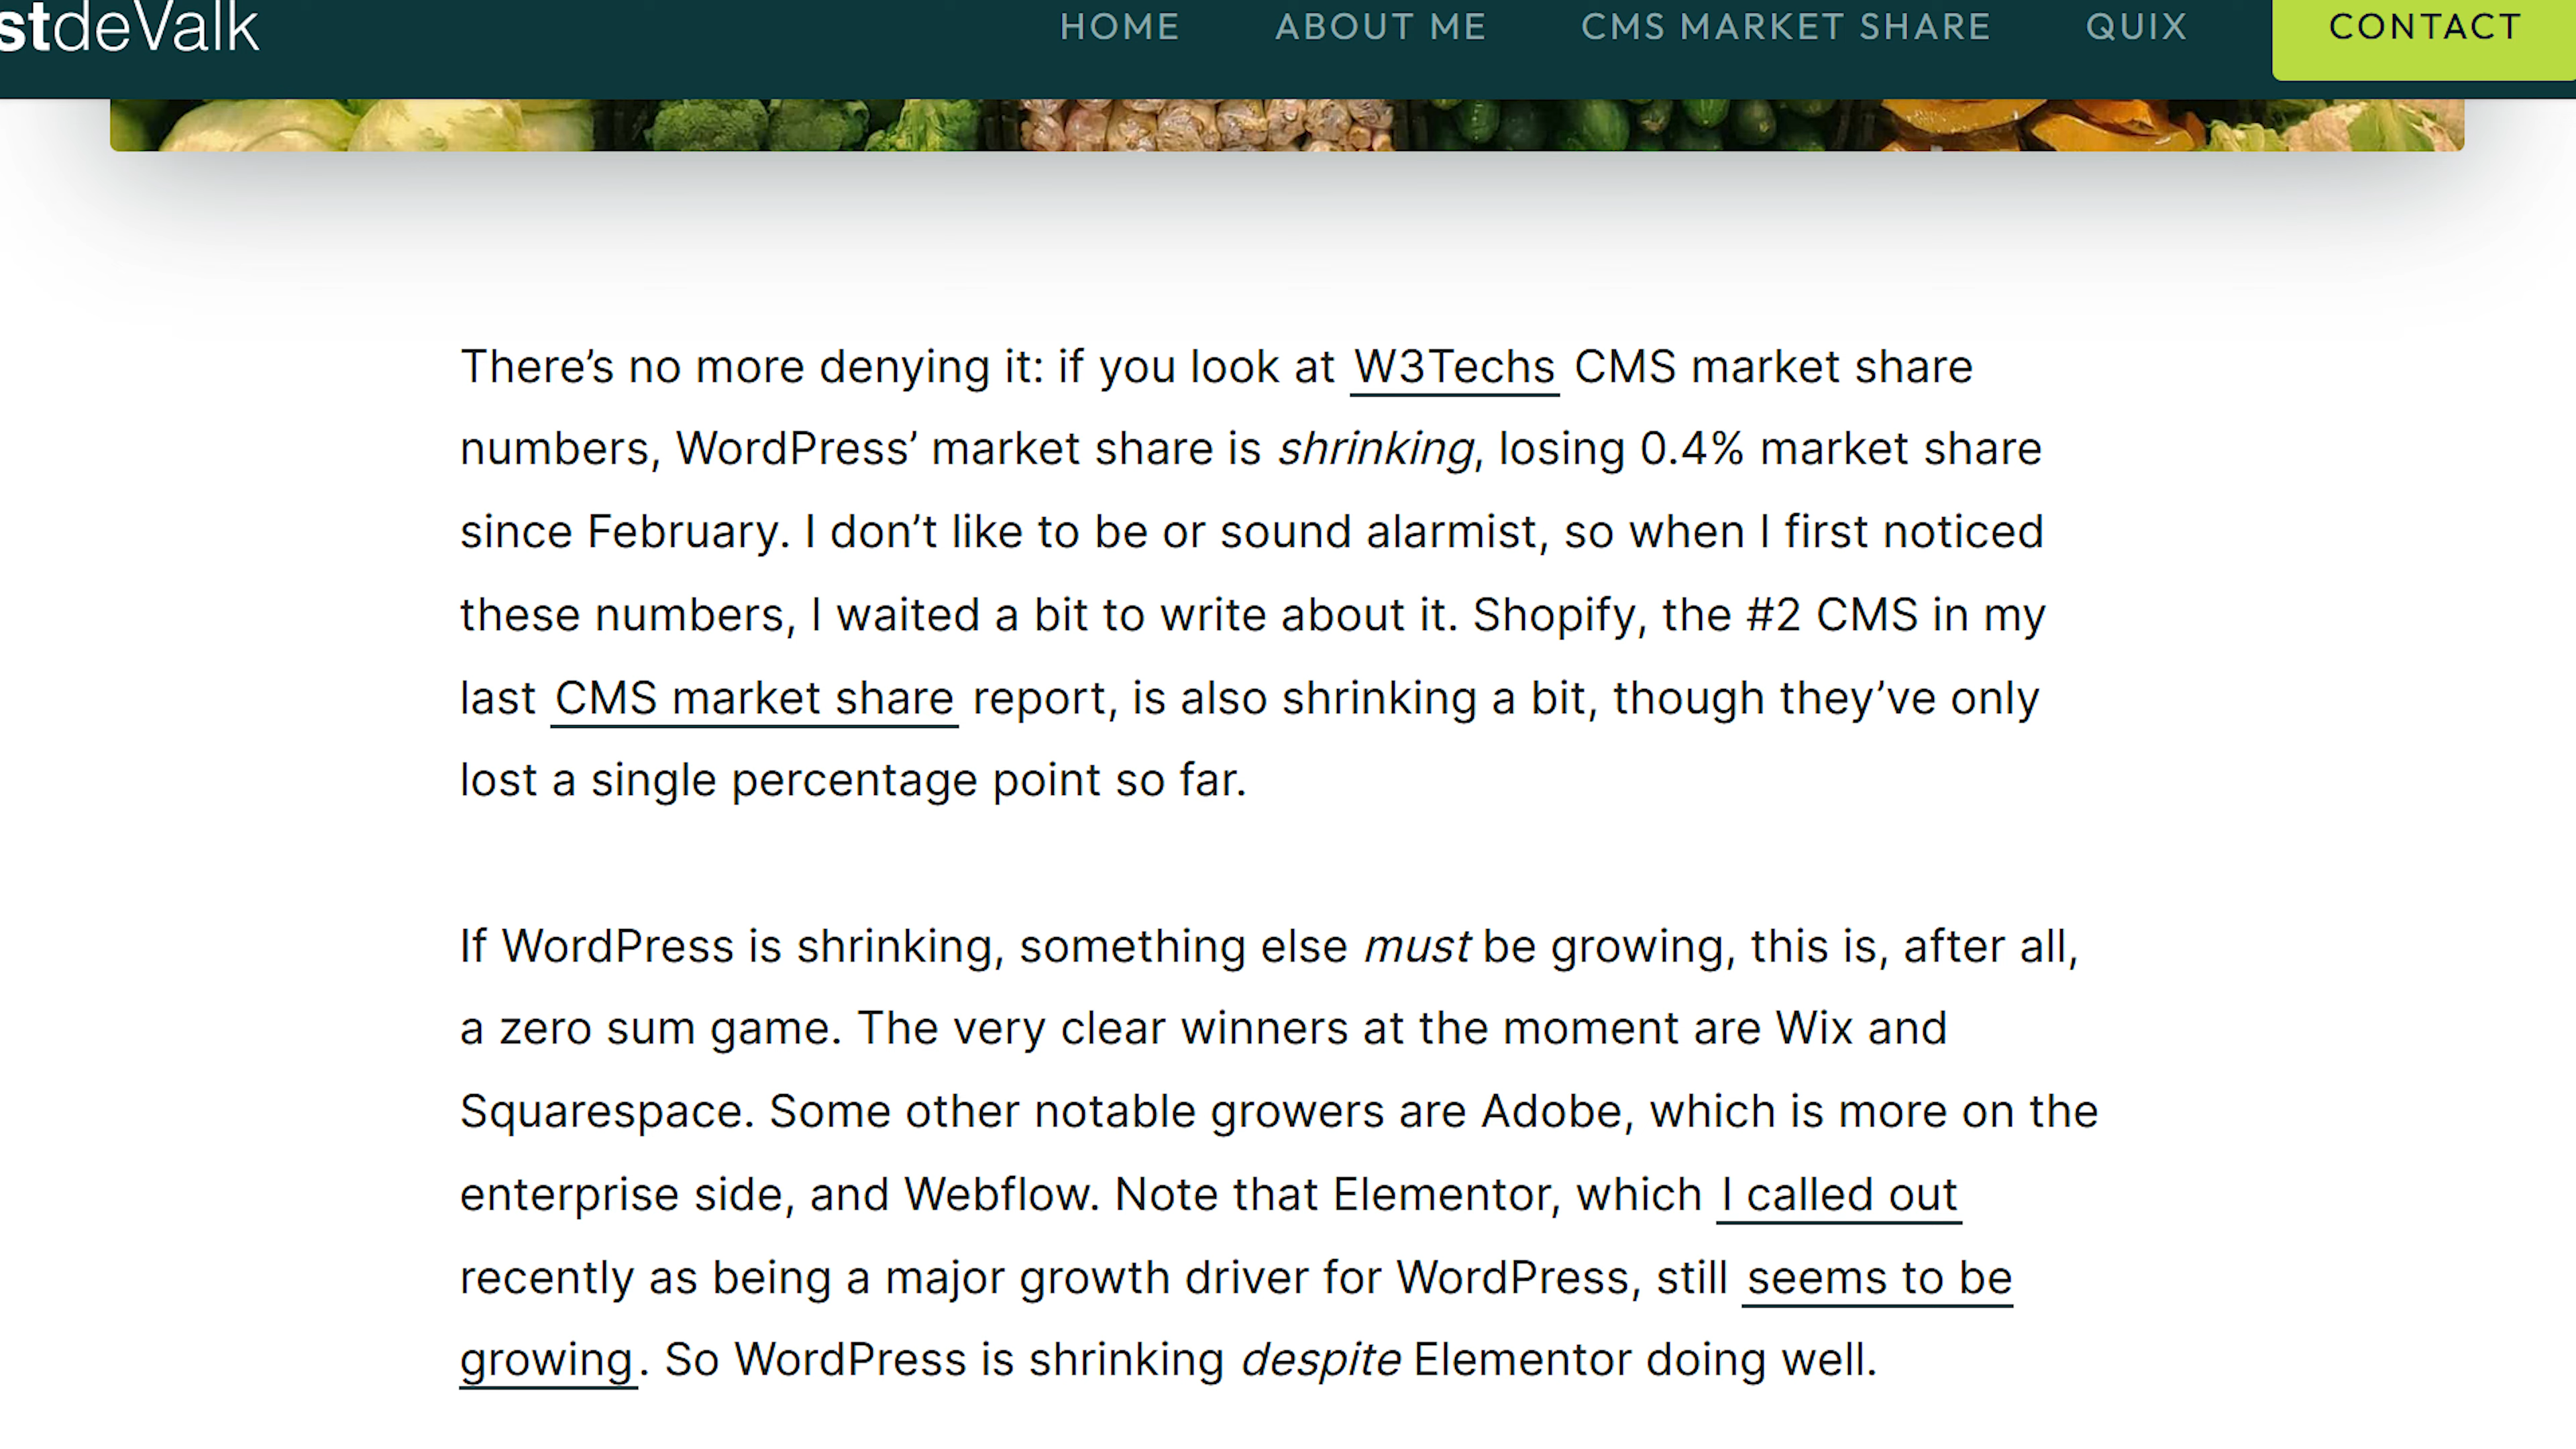 stdeValk
HOME ABOUT ME CMS MARKET SHARE QUIX CONTACT
There’s no more denying it: if you look at W3Techs CMS market share
numbers, WordPress’ market share is shrinking, losing 0.4% market share
since February. I don’t like to be or sound alarmist, so when I first noticed
these numbers, I waited a bit to write about it. Shopify, the #2 CMS in my
last CMS market share report, is also shrinking a bit, though they’ve only
lost a single percentage point so far.
If WordPress is shrinking, something else must be growing, this is, after all,
a zero sum game. The very clear winners at the moment are Wix and
Squarespace. Some other notable growers are Adobe, which is more on the
enterprise side, and Webflow. Note that Elementor, which I called out
recently as being a major growth driver for WordPress, still seems to be
growing. So WordPress is shrinking despite Elementor doing well.